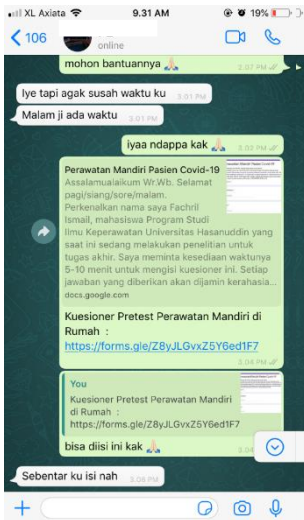 XL Axiata 9.31 AM 19%
106
online
mohon bantuannya 🙏🏻 2.07 PM
Iye tapi agak susah waktu ku 3.01 PM
Malam ji ada waktu 3.01 PM
iyaa ndappa kak 🙏🏻 3.02 PM
Perawatan Mandiri Pasien Covid-19
Assalamualaikum Wr.Wb. Selamat
pagi/siang/sore/malam.
Perkenalkan nama saya Fachril
Ismail, mahasiswa Program Studi
Ilmu Keperawatan Universitas Hasanuddin yang
saat ini sedang melakukan penelitian untuk
tugas akhir. Saya meminta kesediaan waktunya
5-10 menit untuk mengisi kuesioner ini. Setiap
jawaban yang diberikan akan dijamin kerahasia...
docs.google.com
Kuesioner Pretest Perawatan Mandiri di
Rumah :
https://forms.gle/Z8yJLGvxZ5Y6ed1F7
3.04 PM
You
Kuesioner Pretest Perawatan Mandiri
di Rumah :
https://forms.gle/Z8yJLGvxZ5Y6ed1F7
bisa diisi ini kak 🙏🏻 3.04
Sebentar ku isi nah 3.06 PM